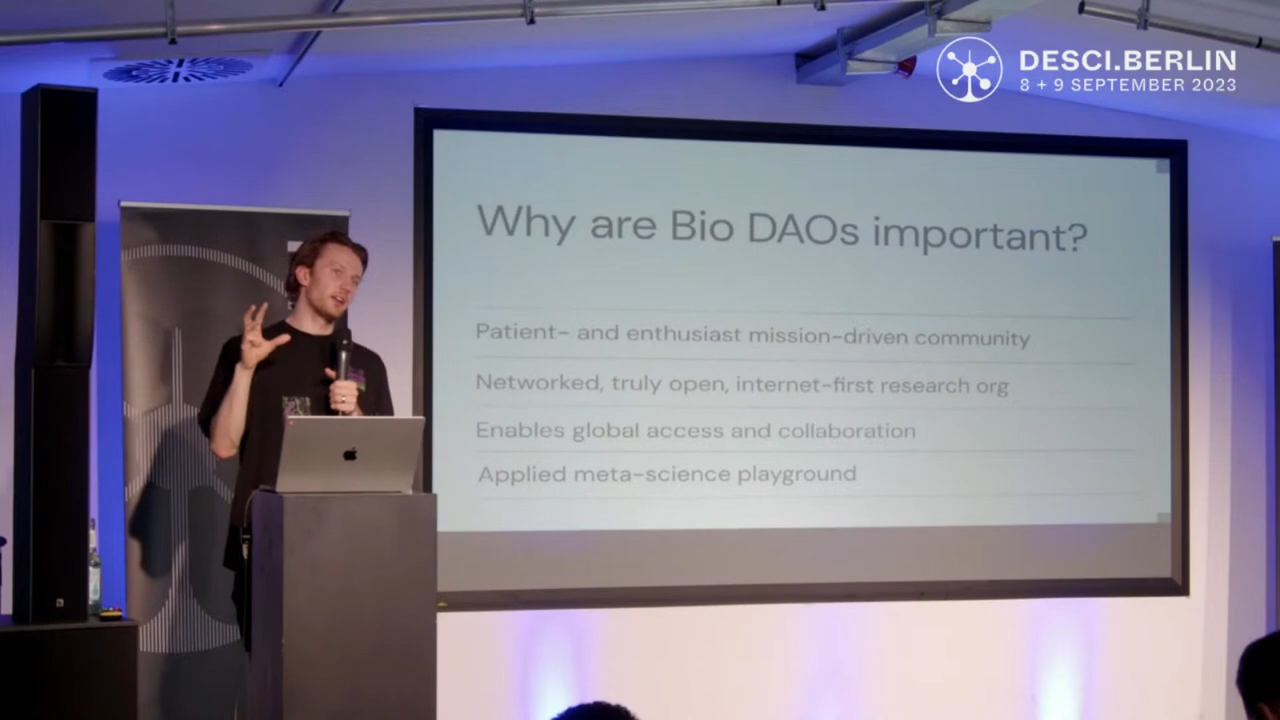 DESCI.BERLIN
8 + 9 SEPTEMBER 2023
Why are Bio DAOs important?
Patient- and enthusiast mission-driven community
Networked, truly open, internet-first research org
Enables global access and collaboration
Applied meta-science playground